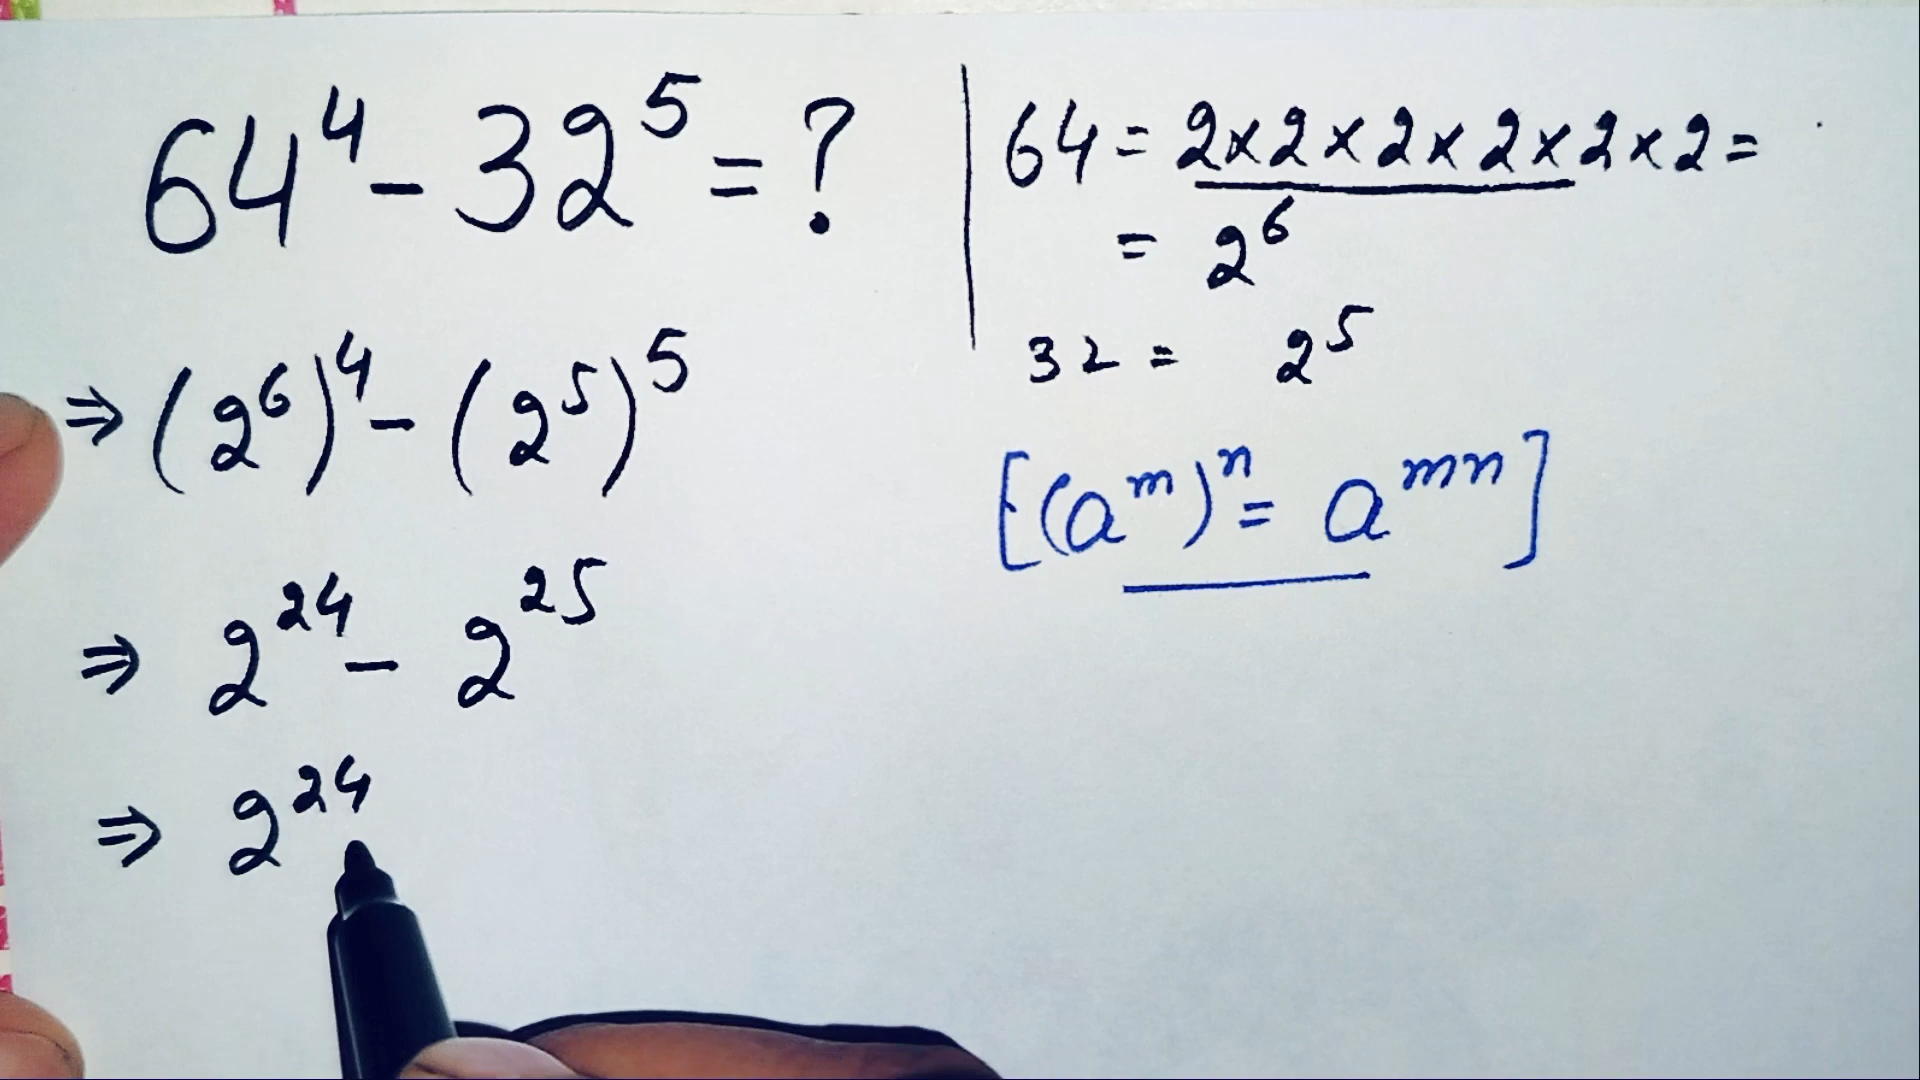 64⁴ - 32⁵ = ?
⇒ (2⁶)⁴ - (2⁵)⁵
⇒ 2²⁴ - 2²⁵
⇒ 2²⁴
64 = 2×2×2×2×2×2 =
= 2⁶
32 = 2⁵
[(aᵐ)ⁿ = aᵐⁿ]